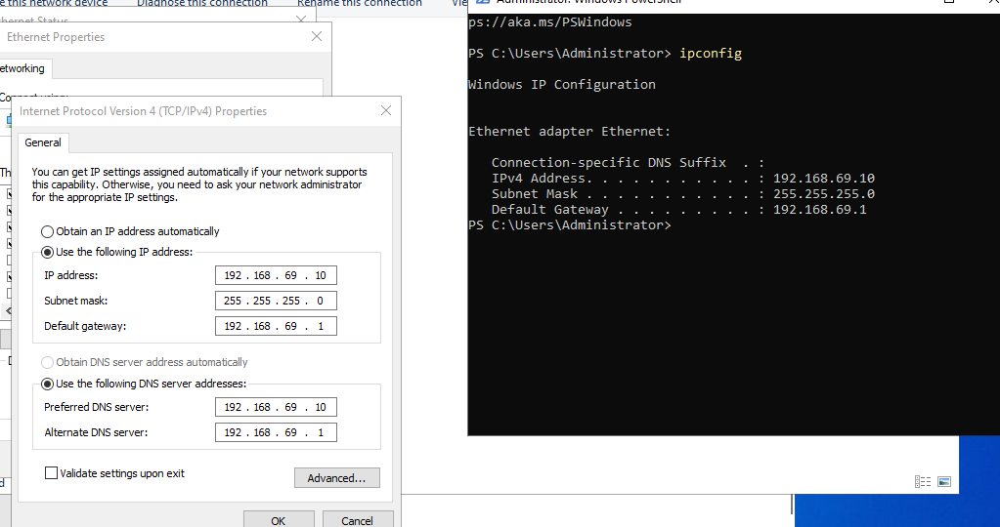 e this network device
Diagnose this connection
Rename this connection
Ethernet Properties
etworking
Internet Protocol Version 4 (TCP/IPv4) Properties
General
You can get IP settings assigned automatically if your network supports
this capability. Otherwise, you need to ask your network administrator
for the appropriate IP settings.
Obtain an IP address automatically
Use the following IP address:
IP address:
192 . 168 . 69 . 10
Subnet mask:
255 . 255 . 255 . 0
Default gateway:
192 . 168 . 69 . 1
Obtain DNS server address automatically
Use the following DNS server addresses:
Preferred DNS server:
192 . 168 . 69 . 10
Alternate DNS server:
192 . 168 . 69 . 1
Validate settings upon exit
Advanced...
OK
Cancel
Administrator: Windows PowerShell
ps://aka.ms/PSWindows
PS C:\Users\Administrator> ipconfig
Windows IP Configuration
Ethernet adapter Ethernet:
Connection-specific DNS Suffix  . :
IPv4 Address. . . . . . . . . . . : 192.168.69.10
Subnet Mask . . . . . . . . . . . : 255.255.255.0
Default Gateway . . . . . . . . . : 192.168.69.1
PS C:\Users\Administrator>